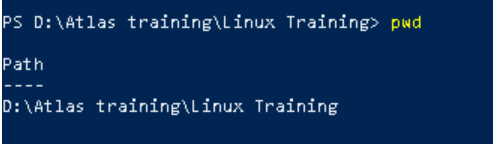 PS D:\Atlas training\Linux Training> pwd
Path
----
D:\Atlas training\Linux Training